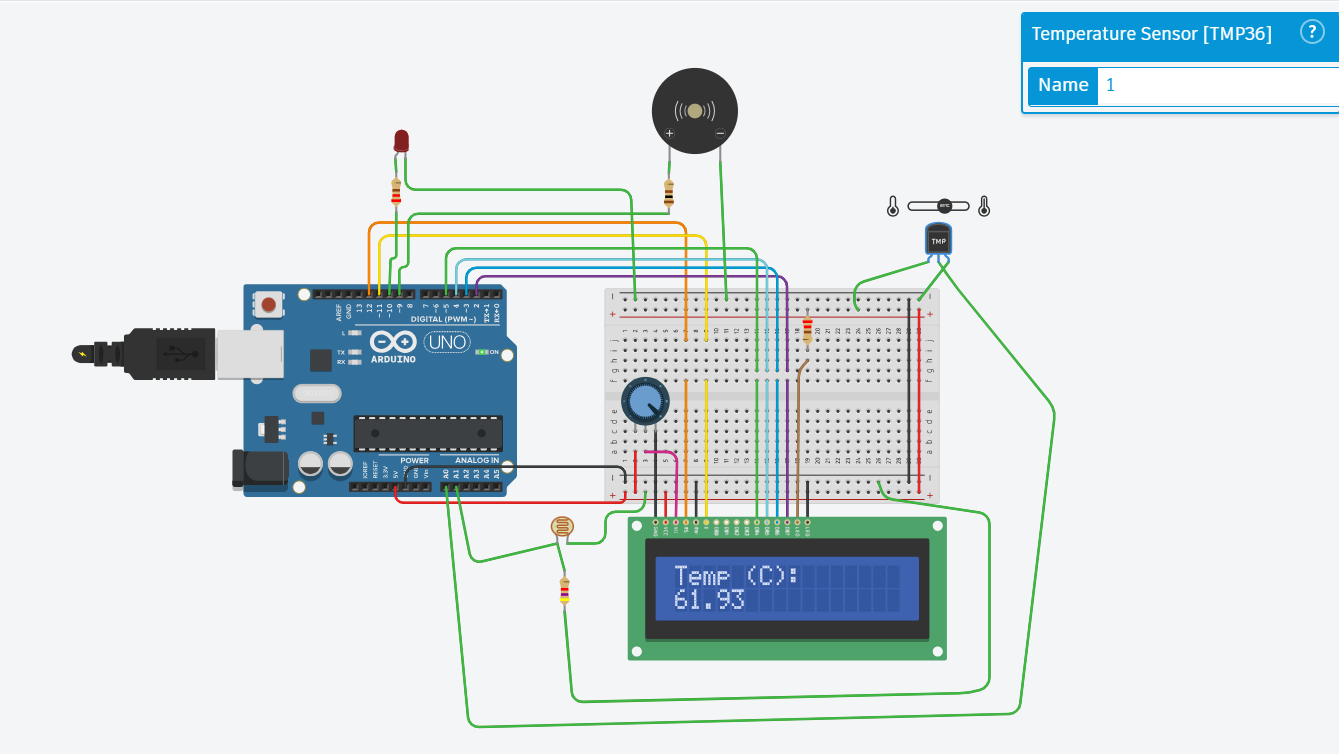 Temperature Sensor [TMP36]
?
Name
1
+
−
TMP
AREF
GND
13
12
~11
~10
~9
8
7
~6
~5
4
~3
2
TX→1
RX←0
DIGITAL (PWM~)
L
TX
RX
ARDUINO
UNO
ON
POWER
ANALOG IN
IOREF
RESET
3.3V
5V
GND
Vin
A0
A1
A2
A3
A4
A5
Temp (C):
61.93